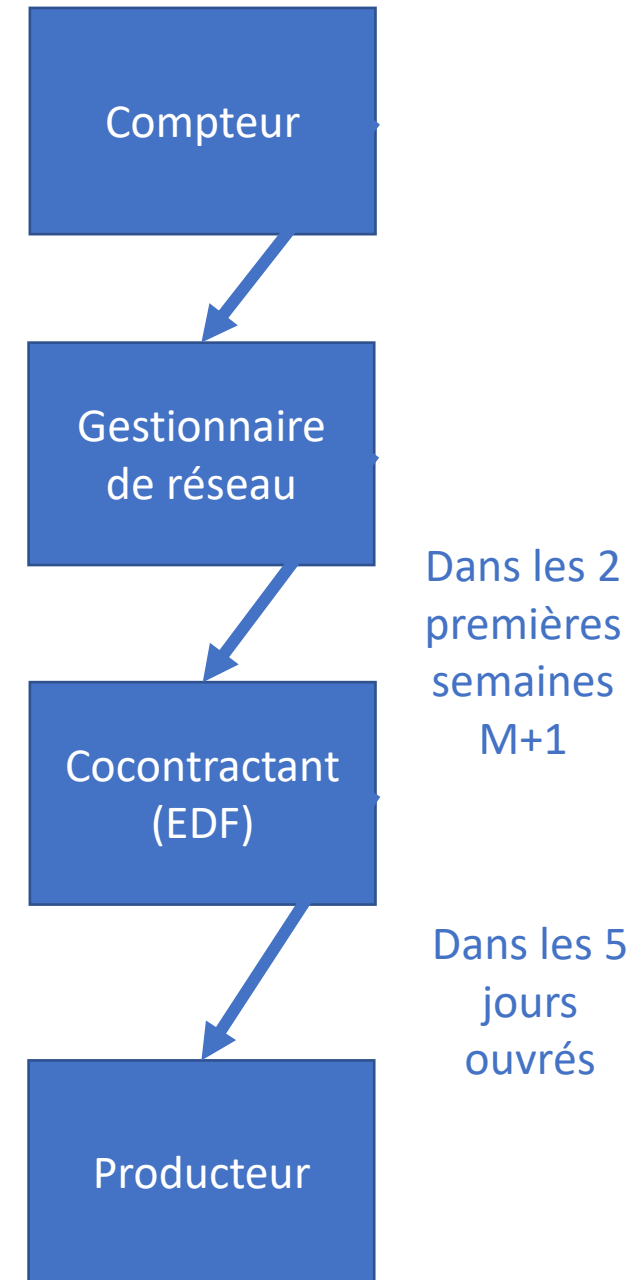 Compteur
Gestionnaire
de réseau
Dans les 2
premières
semaines
M+1
Cocontractant
(EDF)
Dans les 5
jours
ouvrés
Producteur